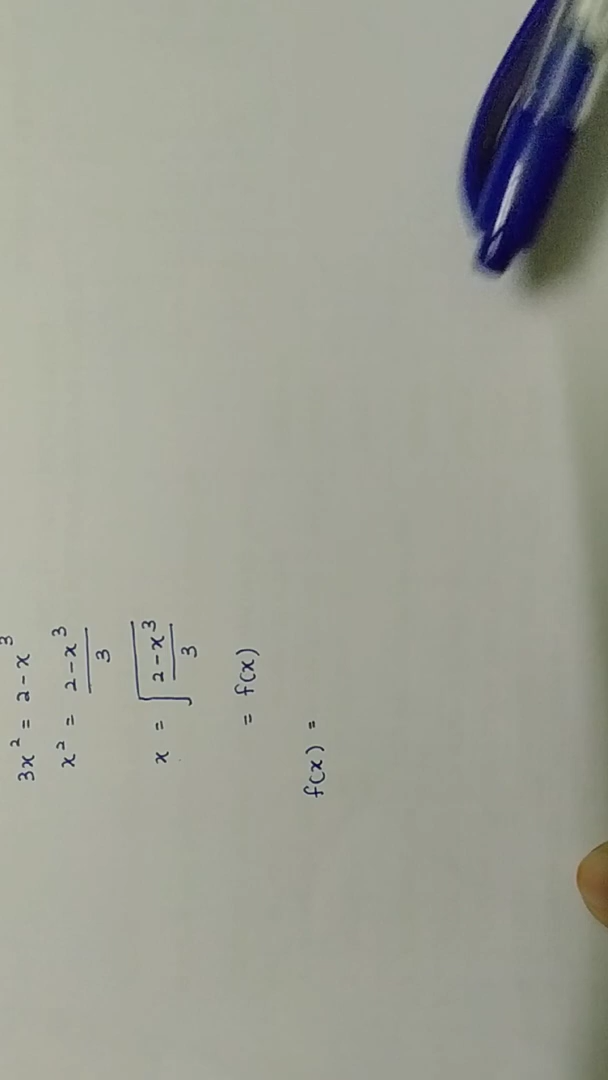 3x² = 2-x³
x² = 2-x³/3
x = √(2-x³/3)
= f(x)
f(x) =